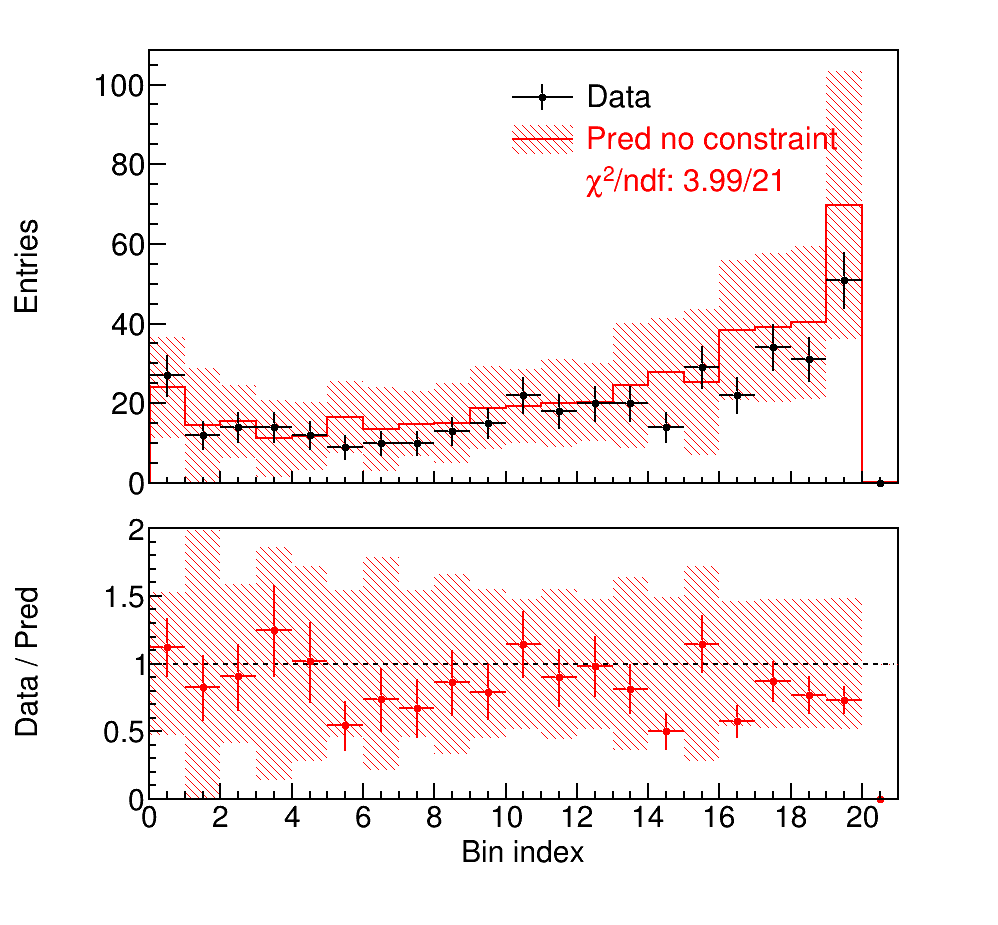 Entries
100
80
60
40
20
0
Data
Pred no constraint
χ²/ndf: 3.99/21
Data / Pred
2
1.5
1
0.5
0
0 2 4 6 8 10 12 14 16 18 20
Bin index